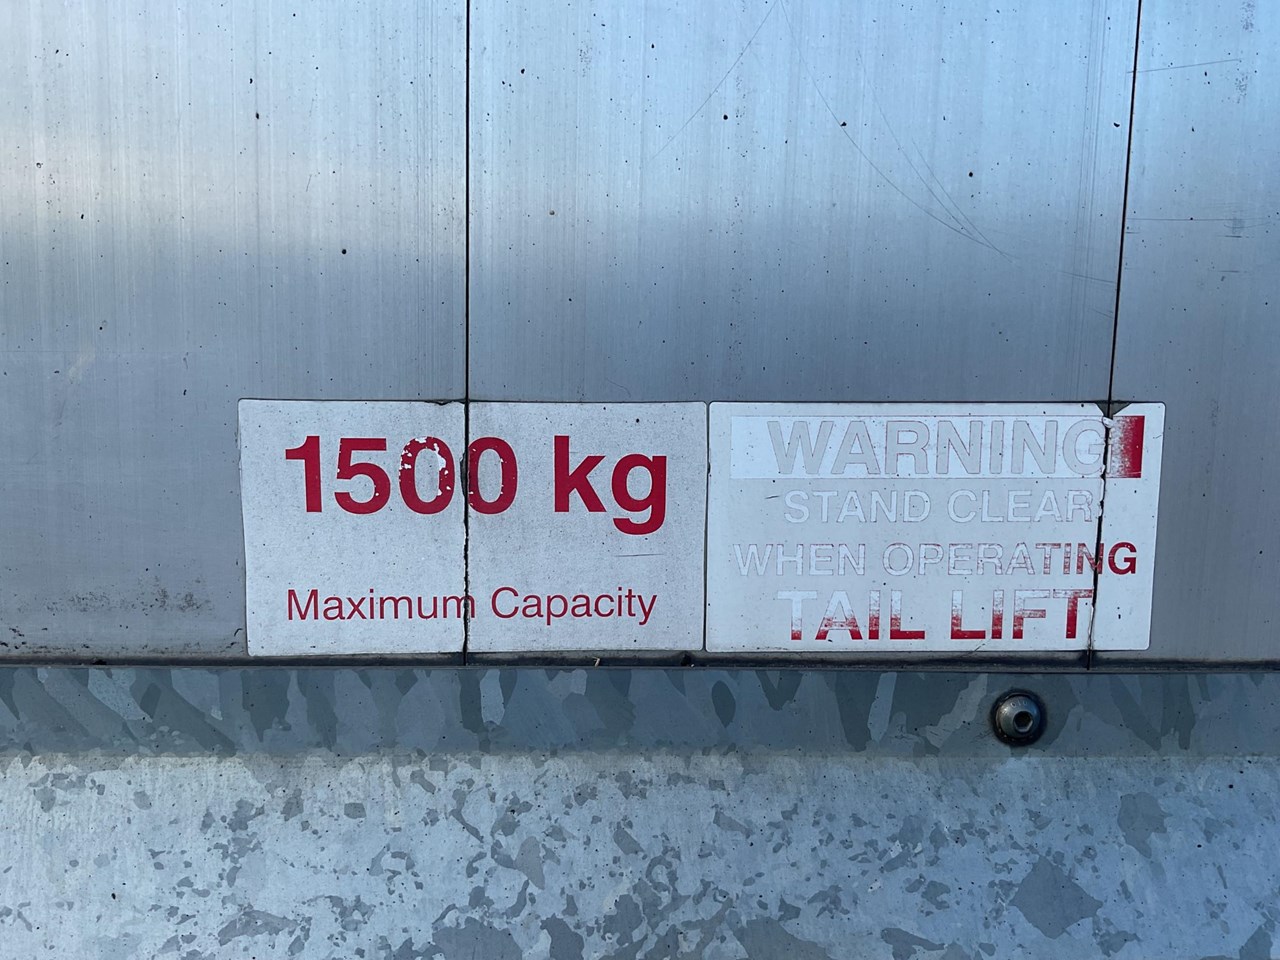 1500 kg
Maximum Capacity
WARNING
STAND CLEAR
WHEN OPERATING
TAIL LIFT